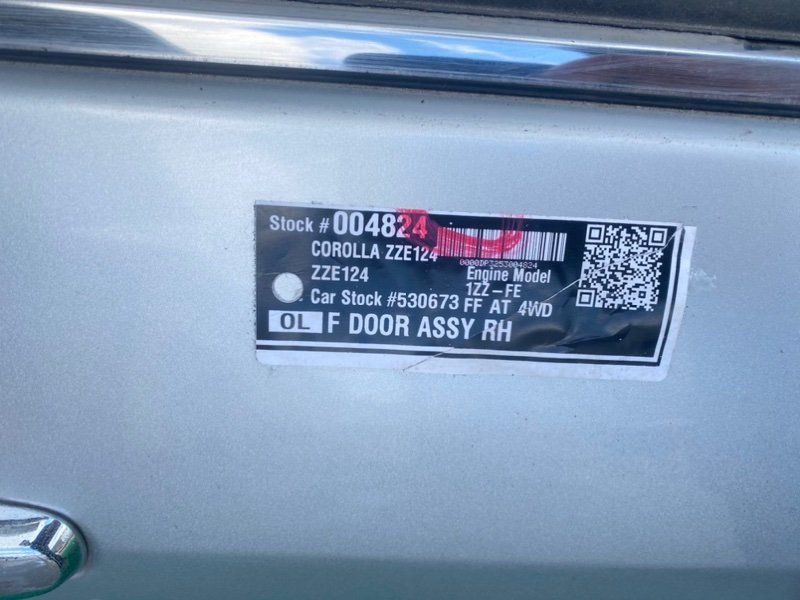 Stock # 004824
COROLLA ZZE124
0000DP3253004824
ZZE124
Engine Model
1ZZ-FE
Car Stock #530673 FF AT 4WD
OL F DOOR ASSY RH